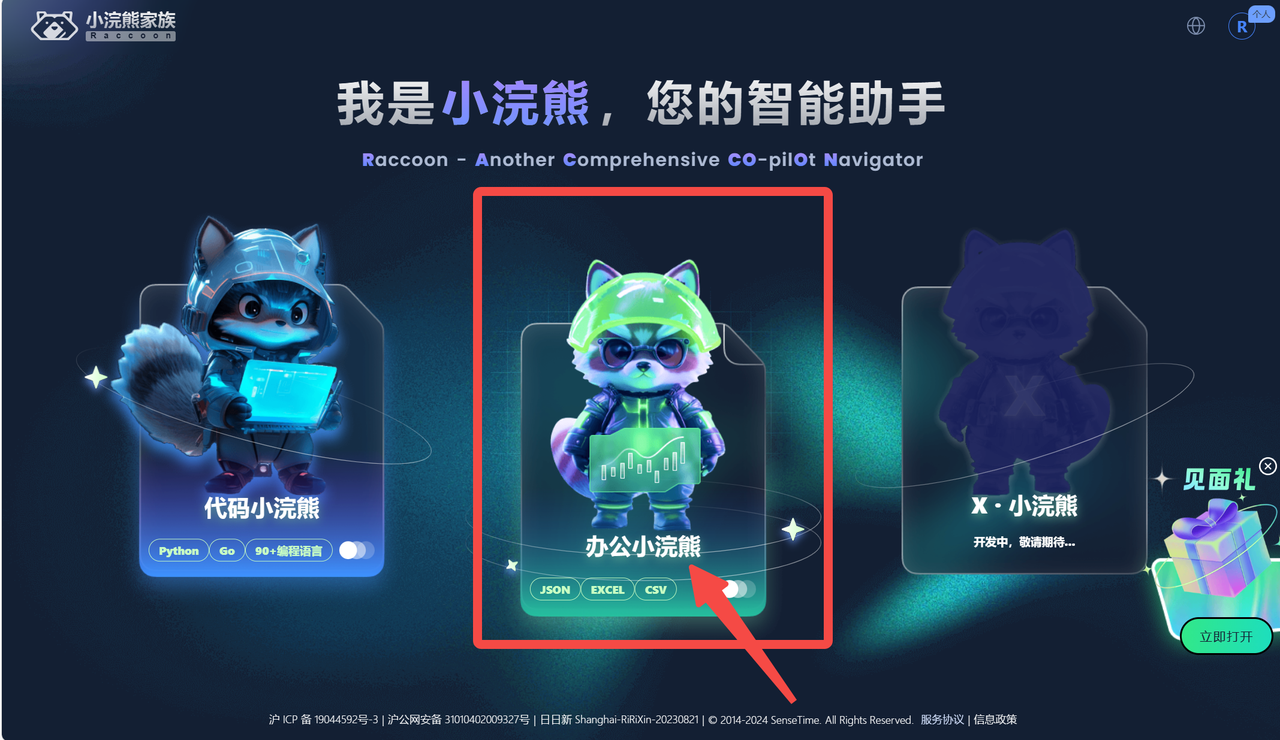 小浣熊家族
Raccoon
个人
R
我是小浣熊，您的智能助手
Raccoon - Another Comprehensive CO-pilOt Navigator
代码小浣熊
Python Go 90+编程语言
办公小浣熊
JSON EXCEL CSV
X
X · 小浣熊
开发中，敬请期待...
见面礼
立即打开
沪 ICP 备 19044592号-3 | 沪公网安备 31010402009327号 | 日日新 Shanghai-RiRiXin-20230821 | © 2014-2024 SenseTime. All Rights Reserved. 服务协议 | 信息政策